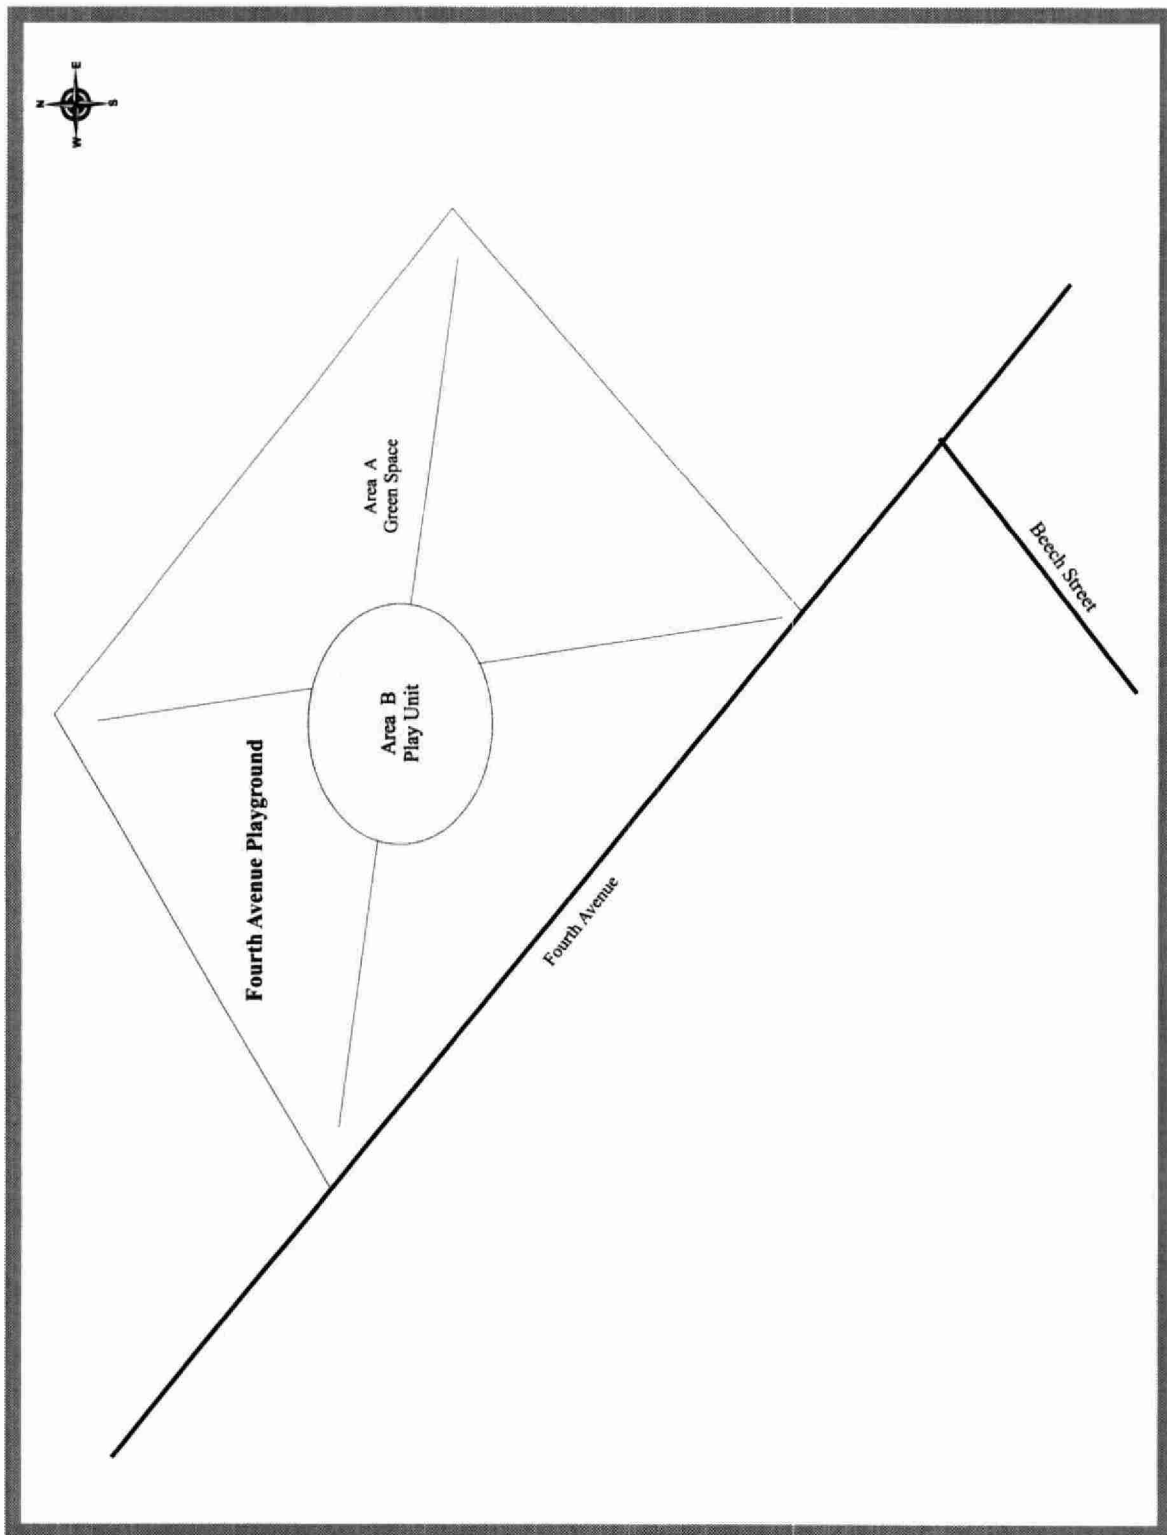 N
E
W
S
Area A
Green Space
Fourth Avenue Playground
Area B
Play Unit
Fourth Avenue
Beech Street